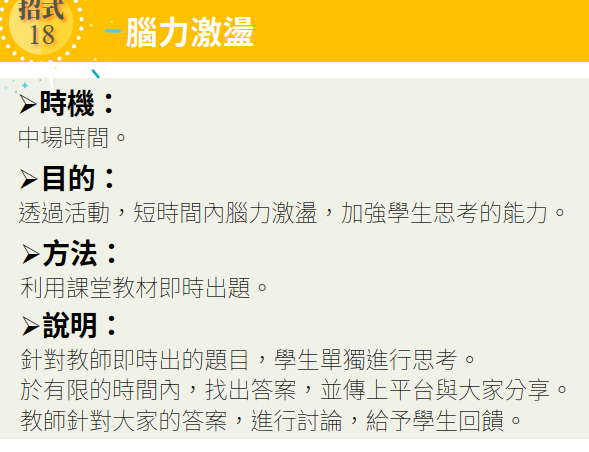 招式
18
腦力激盪
➢時機：
中場時間。
➢目的：
透過活動，短時間內腦力激盪，加強學生思考的能力。
➢方法：
利用課堂教材即時出題。
➢說明：
針對教師即時出的題目，學生單獨進行思考。
於有限的時間內，找出答案，並傳上平台與大家分享。
教師針對大家的答案，進行討論，給予學生回饋。